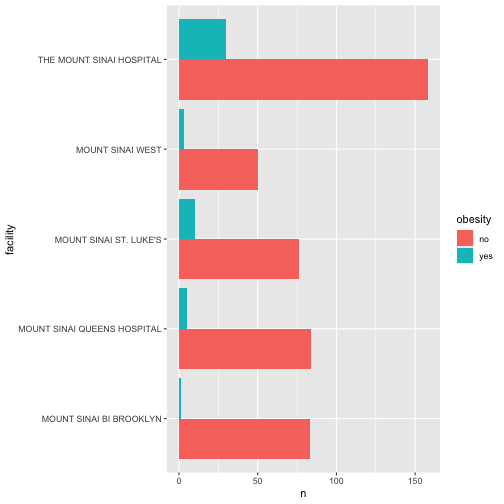 THE MOUNT SINAI HOSPITAL
MOUNT SINAI WEST
MOUNT SINAI ST. LUKE'S
MOUNT SINAI QUEENS HOSPITAL
MOUNT SINAI BI BROOKLYN
facility
0 50 100 150
n
obesity
no
yes